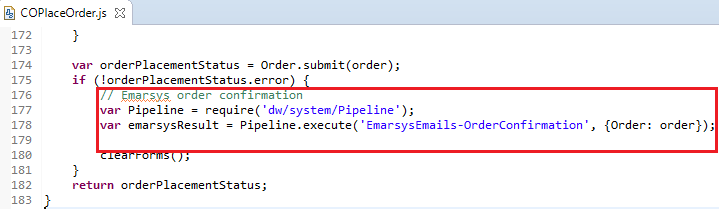 COPlaceOrder.js
172 }
173
174 var orderPlacementStatus = Order.submit(order);
175 if (!orderPlacementStatus.error) {
176 // Emarsys order confirmation
177 var Pipeline = require('dw/system/Pipeline');
178 var emarsysResult = Pipeline.execute('EmarsysEmails-OrderConfirmation', {Order: order});
179
180 clearForms();
181 }
182 return orderPlacementStatus;
183 }